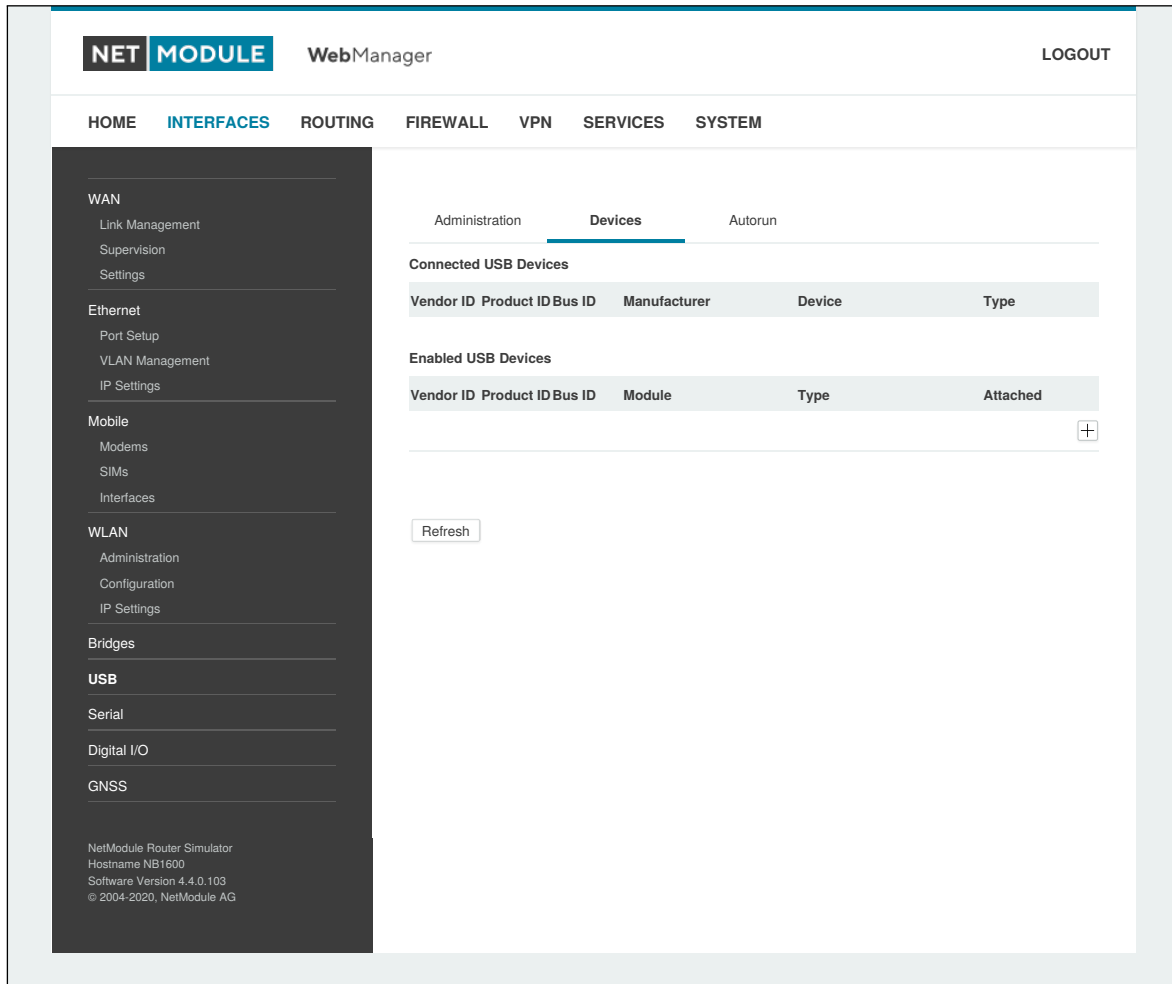 NET MODULE WebManager LOGOUT
HOME INTERFACES ROUTING FIREWALL VPN SERVICES SYSTEM
WAN
Link Management
Supervision
Settings
Ethernet
Port Setup
VLAN Management
IP Settings
Mobile
Modems
SIMs
Interfaces
WLAN
Administration
Configuration
IP Settings
Bridges
USB
Serial
Digital I/O
GNSS
NetModule Router Simulator
Hostname NB1600
Software Version 4.4.0.103
© 2004-2020, NetModule AG
Administration Devices Autorun
Connected USB Devices
Vendor ID Product ID Bus ID Manufacturer Device Type
Enabled USB Devices
Vendor ID Product ID Bus ID Module Type Attached
Refresh